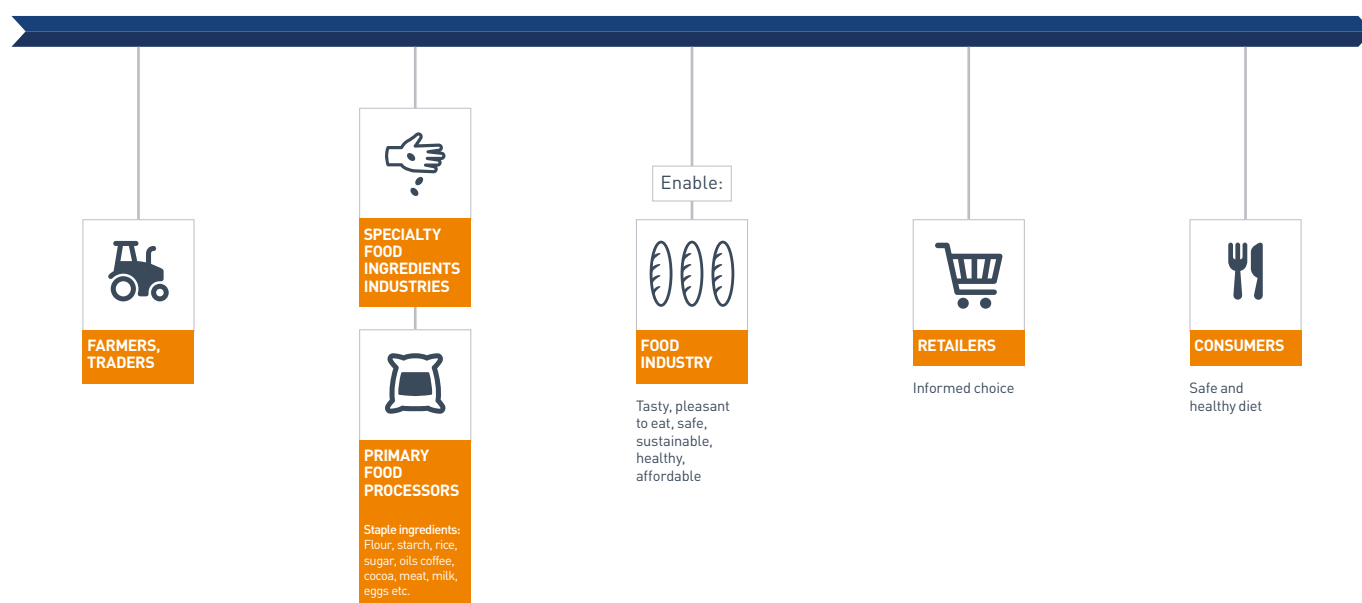 FARMERS,
TRADERS
SPECIALTY
FOOD
INGREDIENTS
INDUSTRIES
PRIMARY
FOOD
PROCESSORS
Staple ingredients:
Flour, starch, rice,
sugar, oils coffee,
cocoa, meat, milk,
eggs etc.
Enable:
FOOD
INDUSTRY
Tasty, pleasant
to eat, safe,
sustainable,
healthy,
affordable
RETAILERS
Informed choice
CONSUMERS
Safe and
healthy diet